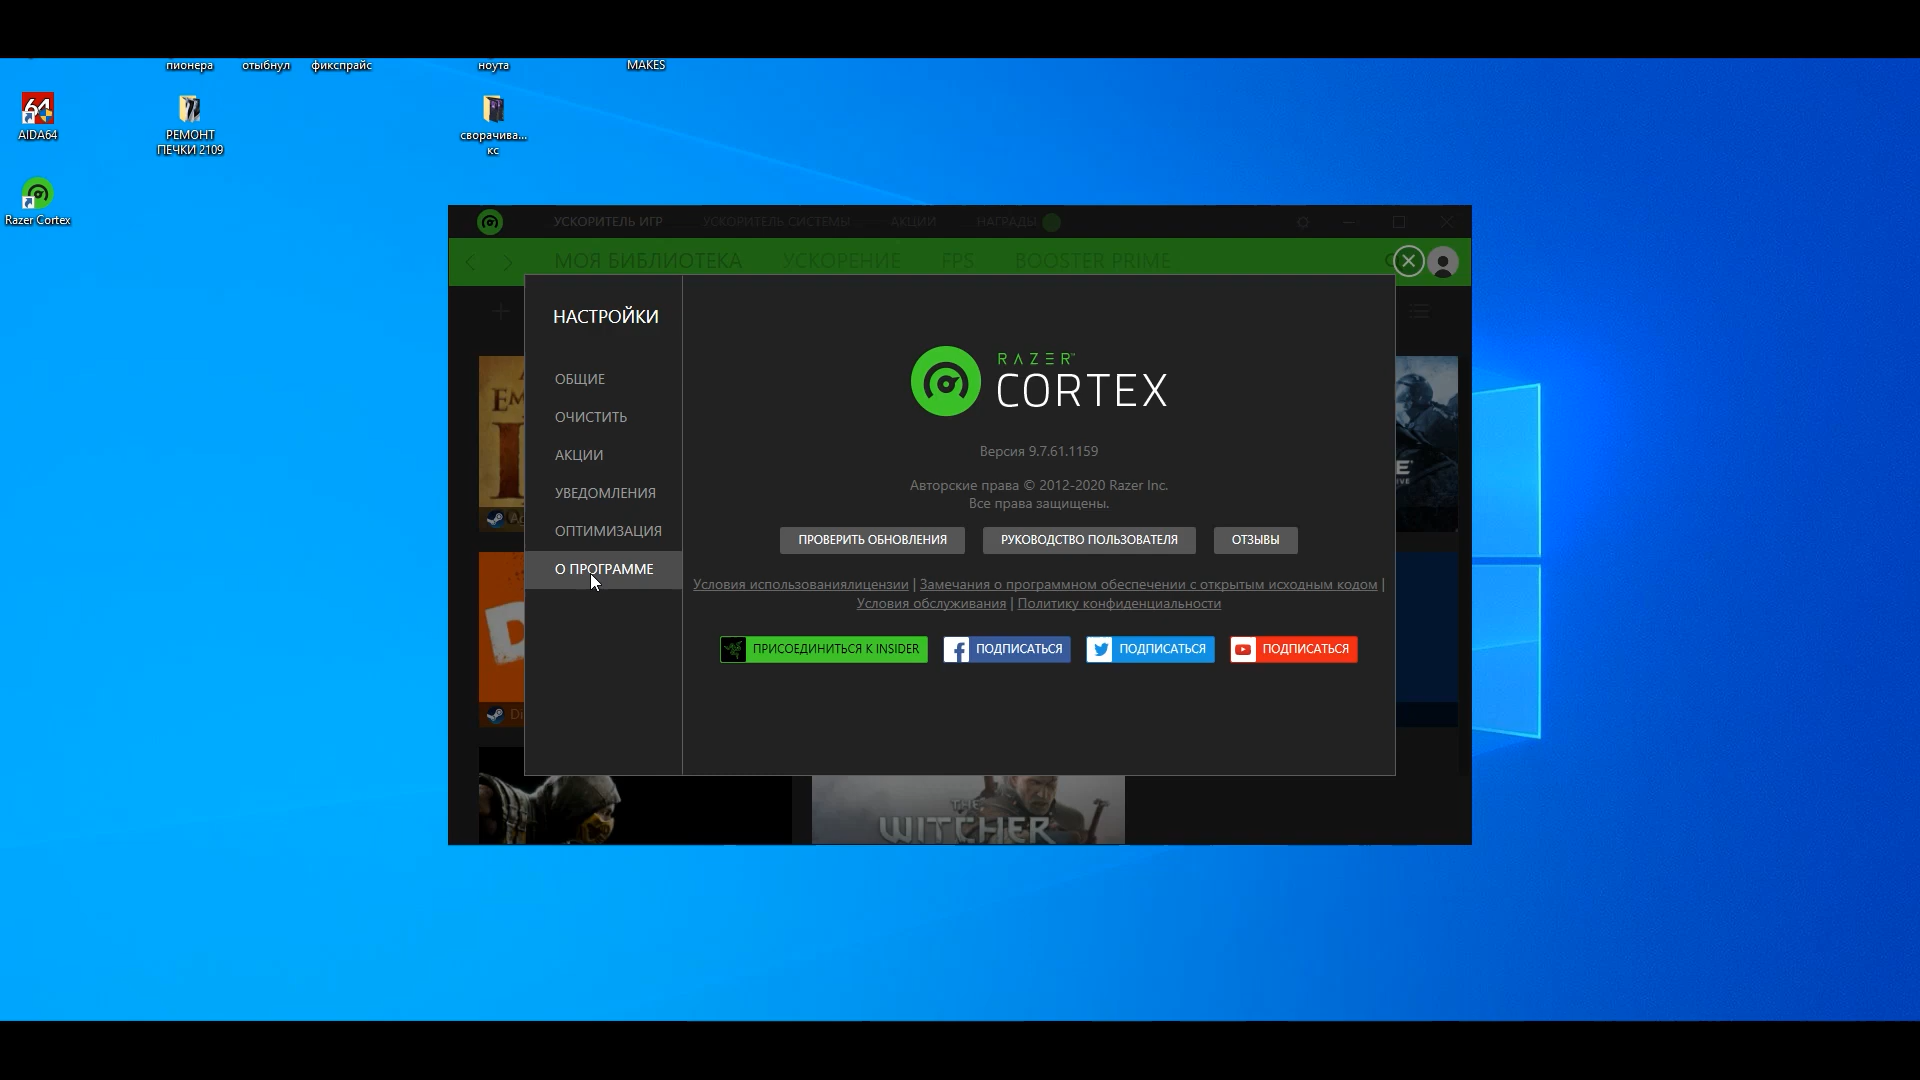 пионера
отыбнул
фикспрайс
ноута
MAKES
AIDA64
РЕМОНТ
ПЕЧКИ 2109
сворачива...
кс
Razer Cortex
УСКОРИТЕЛЬ ИГР
УСКОРИТЕЛЬ СИСТЕМЫ
АКЦИИ
НАГРАДЫ
МОЯ БИБЛИОТЕКА
УСКОРЕНИЕ
FPS
BOOSTER PRIME
НАСТРОЙКИ
ОБЩИЕ
ОЧИСТИТЬ
АКЦИИ
УВЕДОМЛЕНИЯ
ОПТИМИЗАЦИЯ
О ПРОГРАММЕ
RAZER™
CORTEX
Версия 9.7.61.1159
Авторские права © 2012-2020 Razer Inc.
Все права защищены.
ПРОВЕРИТЬ ОБНОВЛЕНИЯ
РУКОВОДСТВО ПОЛЬЗОВАТЕЛЯ
ОТЗЫВЫ
Условия использованиялицензии | Замечания о программном обеспечении с открытым исходным кодом |
Условия обслуживания | Политику конфиденциальности
ПРИСОЕДИНИТЬСЯ К INSIDER
ПОДПИСАТЬСЯ
ПОДПИСАТЬСЯ
ПОДПИСАТЬСЯ
THE
WITCHER